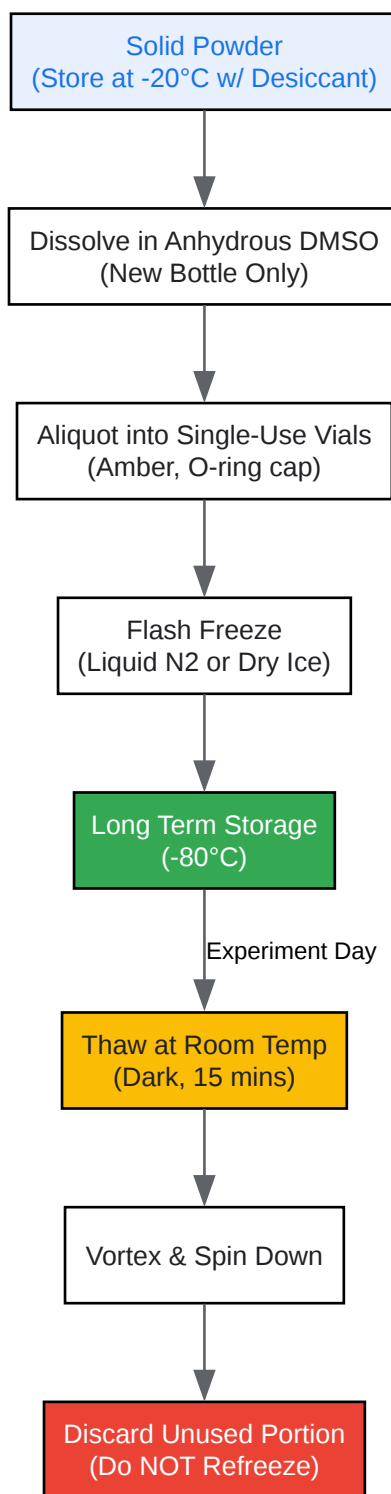 Solid Powder
(Store at -20°C w/ Desiccant)
Dissolve in Anhydrous DMSO
(New Bottle Only)
Aliquot into Single-Use Vials
(Amber, O-ring cap)
Flash Freeze
(Liquid N2 or Dry Ice)
Long Term Storage
(-80°C)
Experiment Day
Thaw at Room Temp
(Dark, 15 mins)
Vortex & Spin Down
Discard Unused Portion
(Do NOT Refreeze)